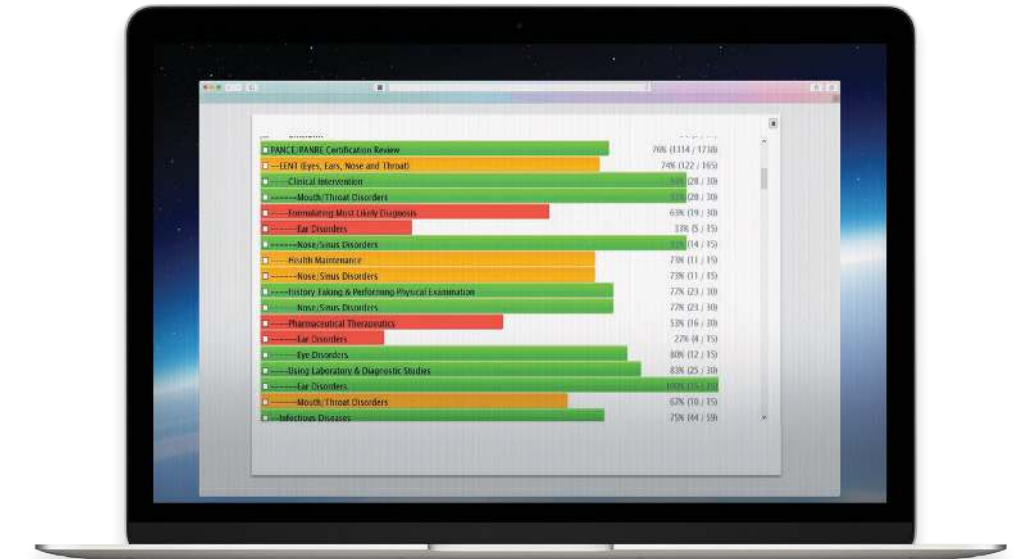 PANCE/PANRE Certification Review 76% (1314 / 1738)
--EENT (Eyes, Ears, Nose and Throat) 74% (122 / 165)
----Clinical Intervention (28 / 30)
------Mouth/Throat Disorders (28 / 30)
----Formulating Most Likely Diagnosis 63% (19 / 30)
------Ear Disorders 33% (5 / 15)
------Nose/Sinus Disorders (14 / 15)
----Health Maintenance 73% (11 / 15)
------Nose/Sinus Disorders 73% (11 / 15)
----History Taking & Performing Physical Examination 77% (23 / 30)
------Nose/Sinus Disorders 77% (23 / 30)
----Pharmaceutical Therapeutics 53% (16 / 30)
------Ear Disorders 27% (4 / 15)
------Eye Disorders 80% (12 / 15)
----Using Laboratory & Diagnostic Studies 83% (25 / 30)
------Ear Disorders 100% (15 / 15)
------Mouth/Throat Disorders 67% (10 / 15)
--Infectious Diseases 75% (44 / 59)